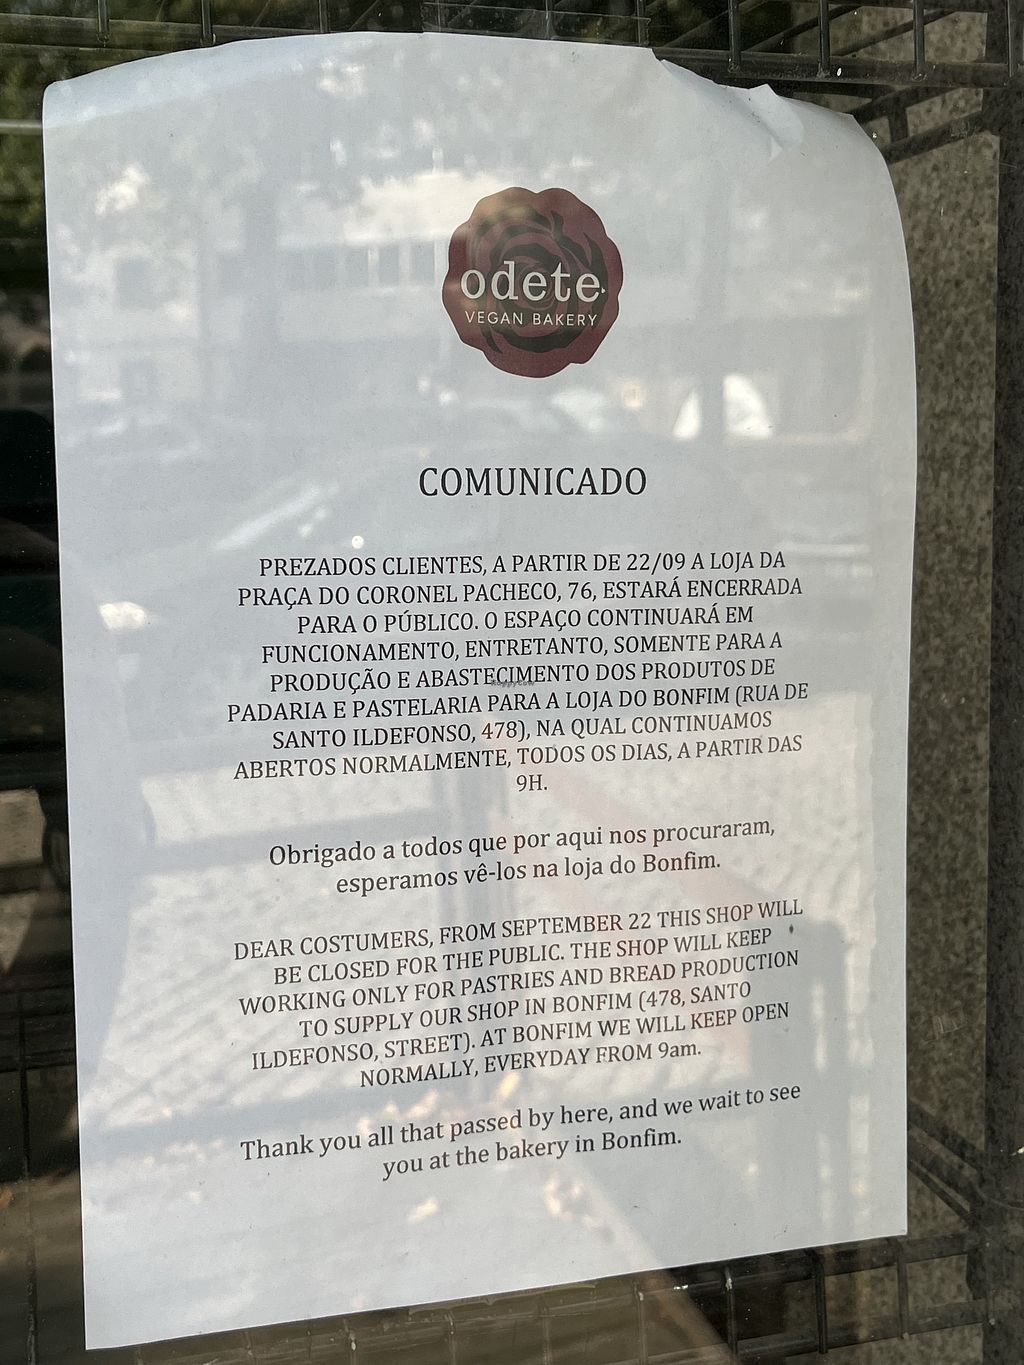 odete
VEGAN BAKERY
COMUNICADO
PREZADOS CLIENTES, A PARTIR DE 22/09 A LOJA DA
PRAÇA DO CORONEL PACHECO, 76, ESTARÁ ENCERRADA
PARA O PÚBLICO. O ESPAÇO CONTINUARÁ EM
FUNCIONAMENTO, ENTRETANTO, SOMENTE PARA A
PRODUÇÃO E ABASTECIMENTO DOS PRODUTOS DE
PADARIA E PASTELARIA PARA A LOJA DO BONFIM (RUA DE
SANTO ILDEFONSO, 478), NA QUAL CONTINUAMOS
ABERTOS NORMALMENTE, TODOS OS DIAS, A PARTIR DAS
9H.
Obrigado a todos que por aqui nos procuraram,
esperamos vê-los na loja do Bonfim.
DEAR COSTUMERS, FROM SEPTEMBER 22 THIS SHOP WILL
BE CLOSED FOR THE PUBLIC. THE SHOP WILL KEEP
WORKING ONLY FOR PASTRIES AND BREAD PRODUCTION
TO SUPPLY OUR SHOP IN BONFIM (478, SANTO
ILDEFONSO, STREET). AT BONFIM WE WILL KEEP OPEN
NORMALLY, EVERYDAY FROM 9am.
Thank you all that passed by here, and we wait to see
you at the bakery in Bonfim.
HappyCow